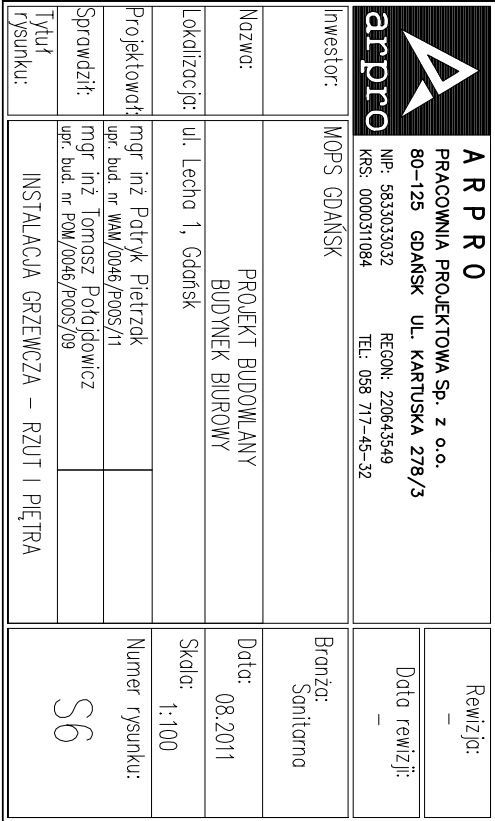 arpro
A R P R O
PRACOWNIA PROJEKTOWA Sp. z o.o.
80-125 GDAŃSK UL. KARTUSKA 278/3
NIP: 5833033032 REGON: 220643549
KRS: 0000311084 TEL: 058 717-45-32
Rewizja:
-
Data rewizji:
-
Inwestor: MOPS GDAŃSK
Branża:
Sanitarna
Nazwa: PROJEKT BUDOWLANY
BUDYNEK BIUROWY
Data:
08.2011
Lokalizacja: ul. Lecha 1, Gdańsk
Skala:
1:100
Projektował: mgr inż Patryk Pietrzak
upr. bud. nr WAM/0046/POOS/11
Sprawdził: mgr inż Tomasz Połajdowicz
upr. bud. nr POM/0046/POOS/09
Numer rysunku:
S6
Tytuł
rysunku: INSTALACJA GRZEWCZA - RZUT I PIĘTRA